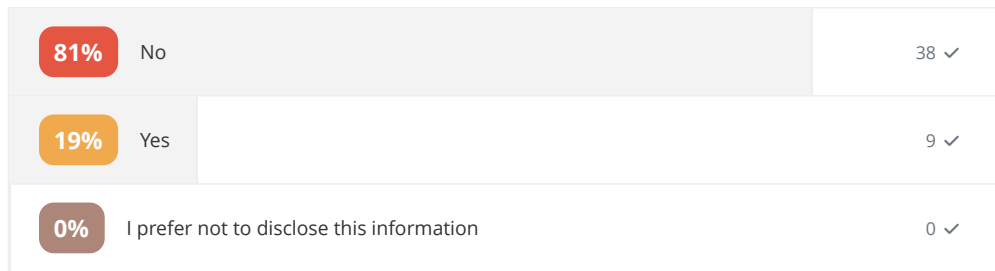 81% No 38
19% Yes 9
0% I prefer not to disclose this information 0